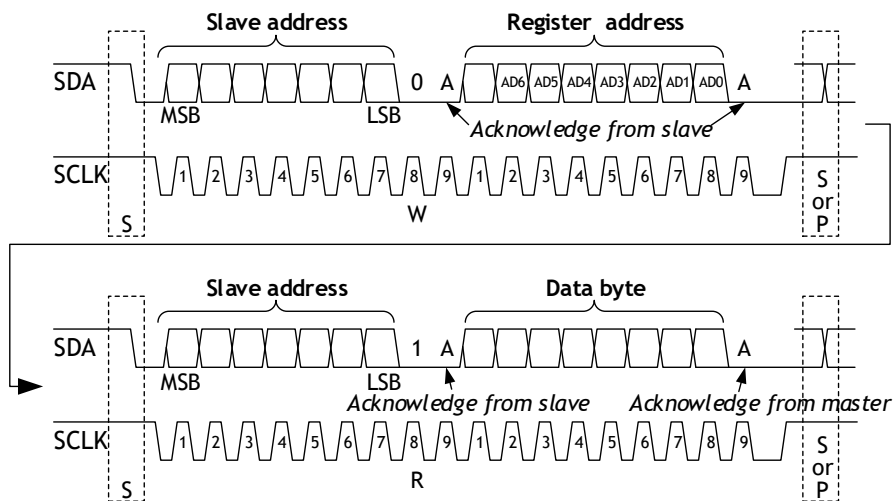 Slave address Register address
SDA 0 A AD6 AD5 AD4 AD3 AD2 AD1 AD0 A
MSB LSB Acknowledge from slave
SCLK 1 2 3 4 5 6 7 8 9 1 2 3 4 5 6 7 8 9 S
or
S W P
Slave address Data byte
SDA 1 A A
MSB LSB
Acknowledge from slave Acknowledge from master
SCLK 1 2 3 4 5 6 7 8 9 1 2 3 4 5 6 7 8 9 S
or
S R P